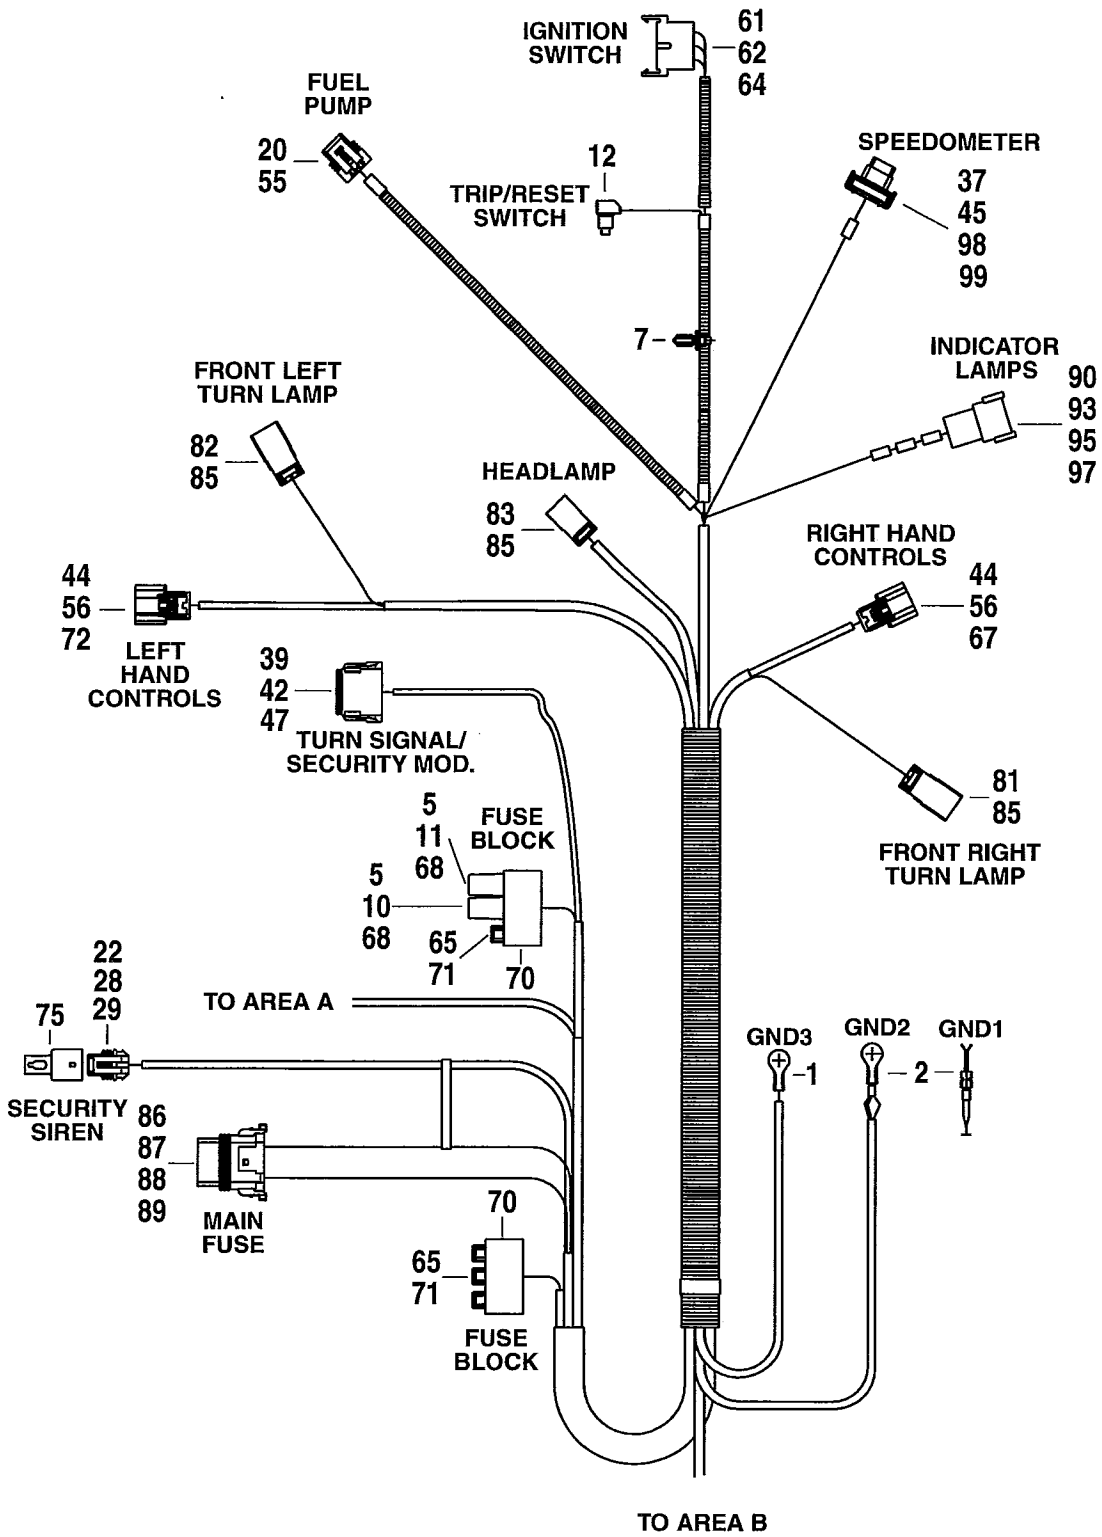 IGNITION
SWITCH
61
62
64
FUEL
PUMP
20
55
12
TRIP/RESET
SWITCH
SPEEDOMETER
37
45
98
99
7
INDICATOR
LAMPS
90
93
95
97
FRONT LEFT
TURN LAMP
82
85
HEADLAMP
83
85
RIGHT HAND
CONTROLS
44
56
67
44
56
72
LEFT
HAND
CONTROLS
39
42
47
TURN SIGNAL/
SECURITY MOD.
81
85
FRONT RIGHT
TURN LAMP
5
11
68
FUSE
BLOCK
5
10
68
65
71
70
22
28
29
TO AREA A
75
SECURITY
SIREN
GND3
1
GND2
2
GND1
86
87
88
89
MAIN
FUSE
70
65
71
FUSE
BLOCK
TO AREA B